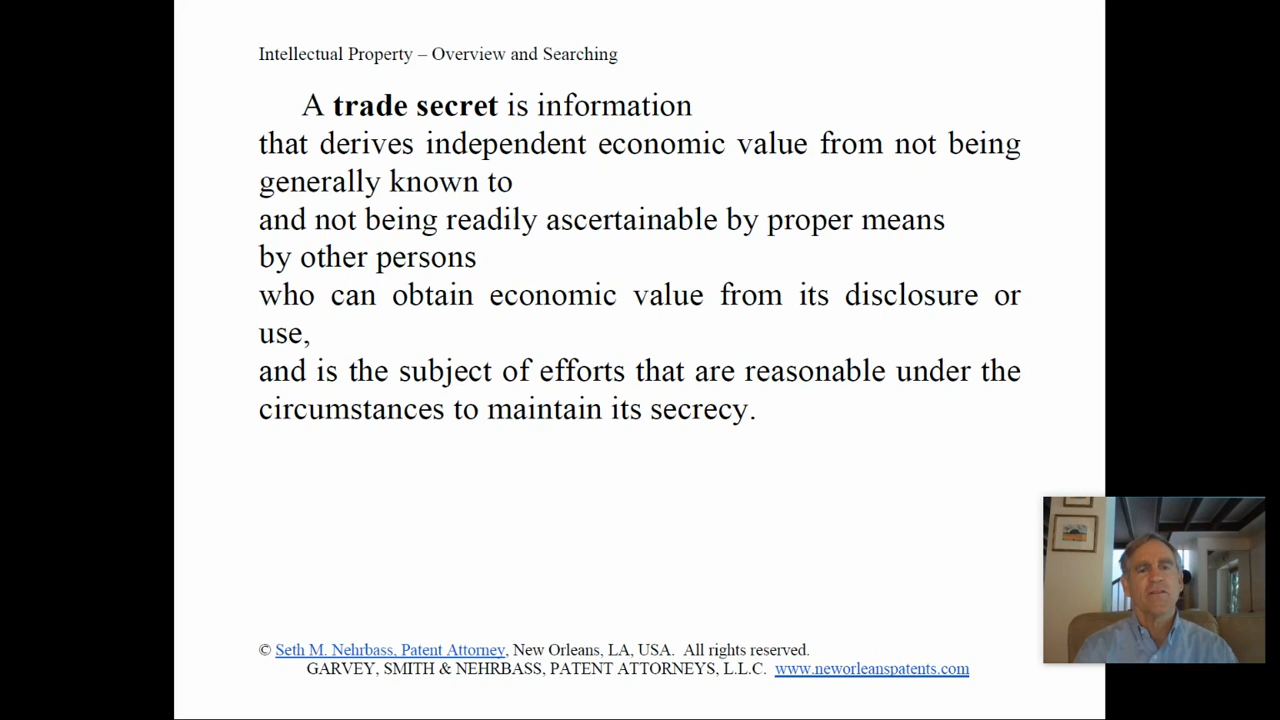 Intellectual Property – Overview and Searching
A trade secret is information
that derives independent economic value from not being
generally known to
and not being readily ascertainable by proper means
by other persons
who can obtain economic value from its disclosure or
use,
and is the subject of efforts that are reasonable under the
circumstances to maintain its secrecy.
© Seth M. Nehrbass, Patent Attorney, New Orleans, LA, USA. All rights reserved.
GARVEY, SMITH & NEHRBASS, PATENT ATTORNEYS, L.L.C. www.neworleanspatents.com